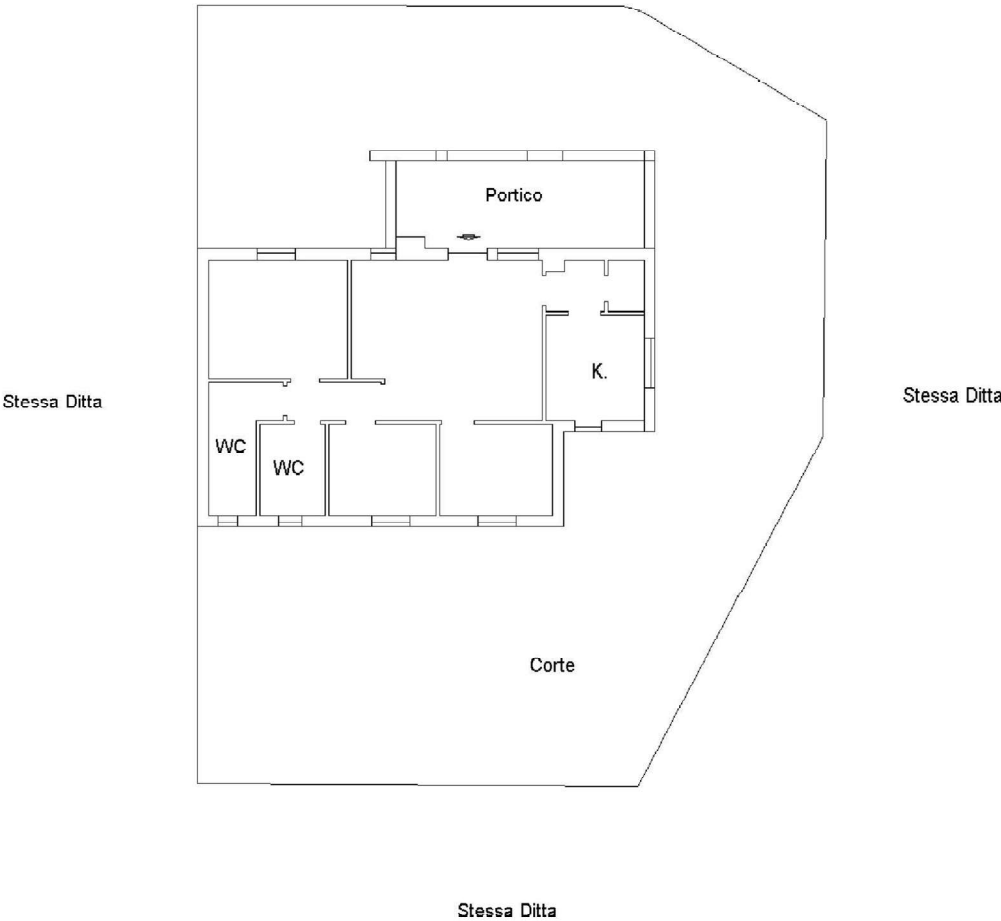 Portico
K.
Stessa Ditta
Stessa Ditta
WC
WC
Corte
Stessa Ditta